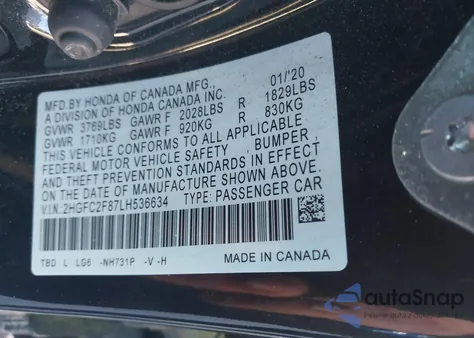 MFD.BY HONDA OF CANADA MFG., 01/'20
A DIVISION OF HONDA CANADA INC.
GVWR 3769LBS GAWR F 2028LBS R 1829LBS
GVWR 1710KG GAWR F 920KG R 830KG
THIS VEHICLE CONFORMS TO ALL APPLICABLE
FEDERAL MOTOR VEHICLE SAFETY , BUMPER ,
AND THEFT PREVENTION STANDARDS IN EFFECT
ON THE DATE OF MANUFACTURE SHOWN ABOVE.
V.I.N:2HGFC2F87LH536634 TYPE: PASSENGER CAR
TBD L LG6 -NH731P -V -H MADE IN CANADA
autoSnap